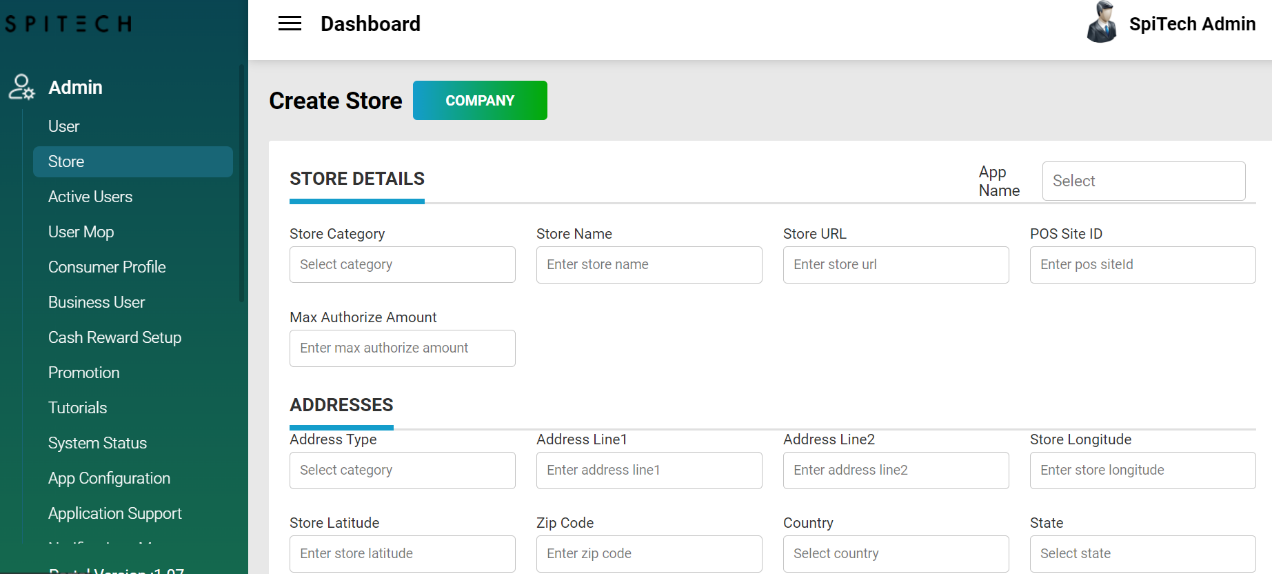 SPITECH
Dashboard
SpiTech Admin
Admin
User
Store
Active Users
User Mop
Consumer Profile
Business User
Cash Reward Setup
Promotion
Tutorials
System Status
App Configuration
Application Support
Create Store
COMPANY
STORE DETAILS
App
Name
Select
Store Category
Store Name
Store URL
POS Site ID
Select category
Enter store name
Enter store url
Enter pos siteId
Max Authorize Amount
Enter max authorize amount
ADDRESSES
Address Type
Address Line1
Address Line2
Store Longitude
Select category
Enter address line1
Enter address line2
Enter store longitude
Store Latitude
Zip Code
Country
State
Enter store latitude
Enter zip code
Select country
Select state